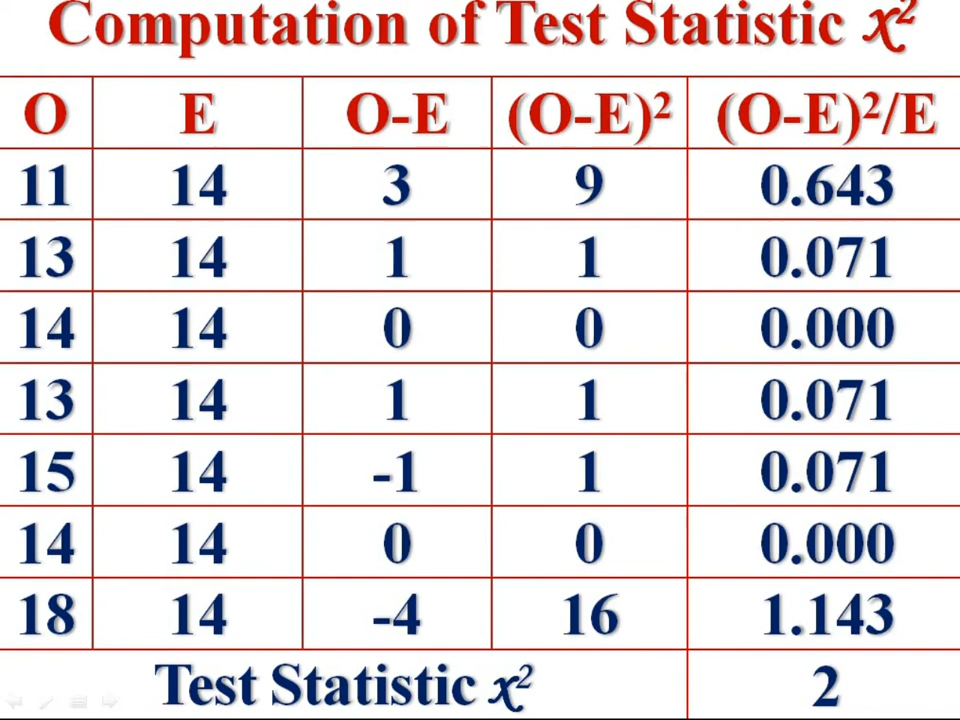 Computation of Test Statistic x²
O E O-E (O-E)² (O-E)²/E
11 14 3 9 0.643
13 14 1 1 0.071
14 14 0 0 0.000
13 14 1 1 0.071
15 14 -1 1 0.071
14 14 0 0 0.000
18 14 -4 16 1.143
Test Statistic x² 2